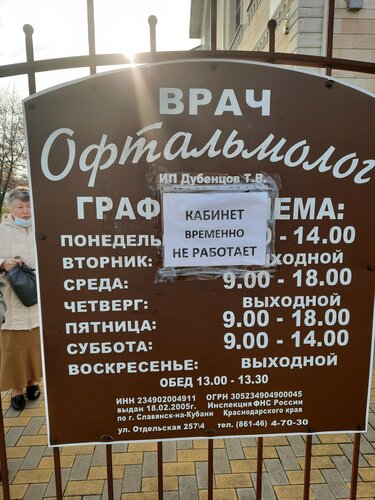 ВРАЧ
Офтальмолог
ИП Дубенцов Т.В.
ГРАФ ЕМА:
КАБИНЕТ
ВРЕМЕННО
НЕ РАБОТАЕТ
ПОНЕДЕЛЬ 0 - 14.00
ВТОРНИК: ХОДНОЙ
СРЕДА: 9.00 - 18.00
ЧЕТВЕРГ: ВЫХОДНОЙ
ПЯТНИЦА: 9.00 - 18.00
СУББОТА: 9.00 - 14.00
ВОСКРЕСЕНЬЕ: ВЫХОДНОЙ
ОБЕД 13.00 - 13.30
ИНН 234902004911 ОГРН 305234904900045
выдан 18.02.2005г. Инспекция ФНС России
по г. Славянск-на-Кубани Краснодарского края
ул. Отдельская 257/4 тел. (861-46) 4-70-30